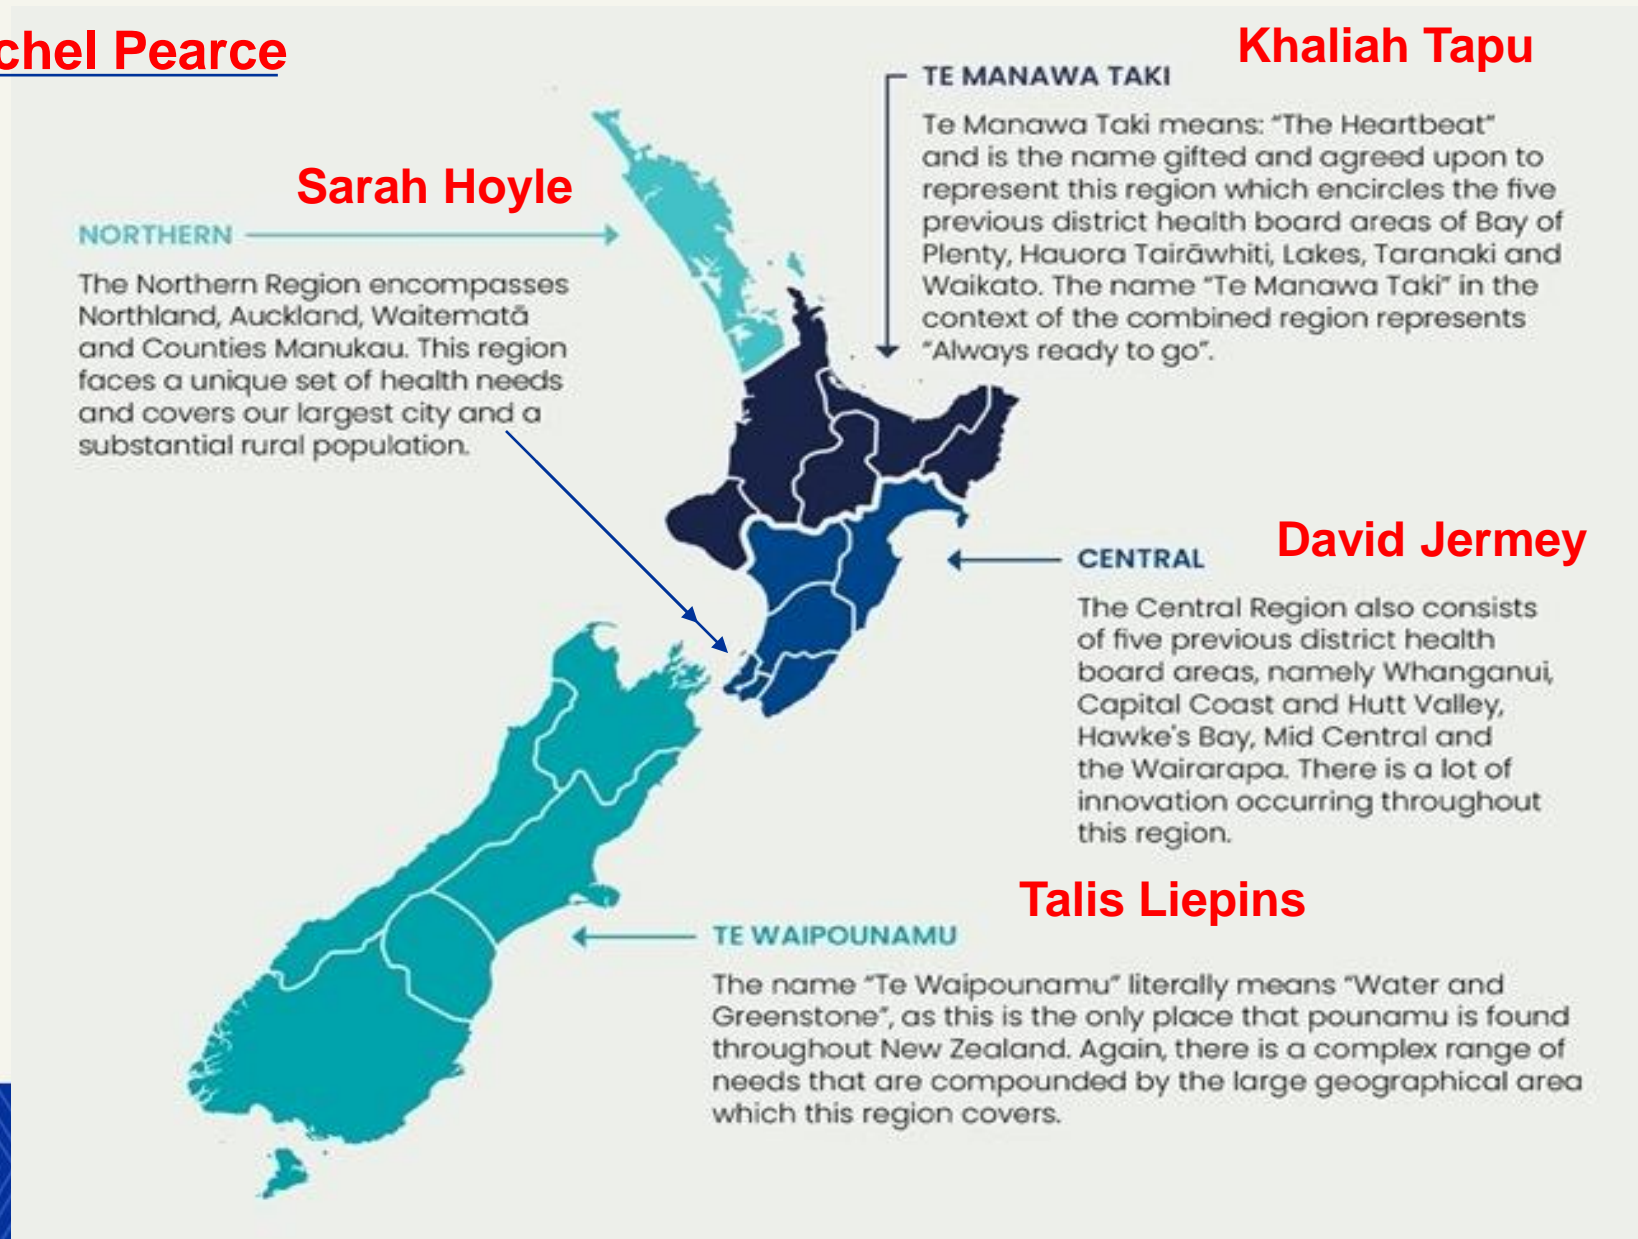 chel Pearce
Khaliah Tapu
TE MANAWA TAKI
Te Manawa Taki means: “The Heartbeat”
and is the name gifted and agreed upon to
represent this region which encircles the five
previous district health board areas of Bay of
Plenty, Hauora Tairāwhiti, Lakes, Taranaki and
Waikato. The name “Te Manawa Taki” in the
context of the combined region represents
“Always ready to go”.
Sarah Hoyle
NORTHERN
The Northern Region encompasses
Northland, Auckland, Waitematā
and Counties Manukau. This region
faces a unique set of health needs
and covers our largest city and a
substantial rural population.
David Jermey
CENTRAL
The Central Region also consists
of five previous district health
board areas, namely Whanganui,
Capital Coast and Hutt Valley,
Hawke's Bay, Mid Central and
the Wairarapa. There is a lot of
innovation occurring throughout
this region.
Talis Liepins
TE WAIPOUNAMU
The name “Te Waipounamu” literally means “Water and
Greenstone”, as this is the only place that pounamu is found
throughout New Zealand. Again, there is a complex range of
needs that are compounded by the large geographical area
which this region covers.